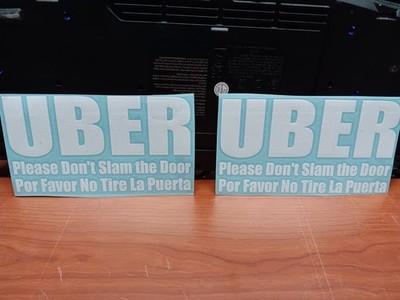 UBER
Please Don't Slam the Door
Por Favor No Tire La Puerta
UBER
Please Don't Slam the Door
Por Favor No Tire La Puerta